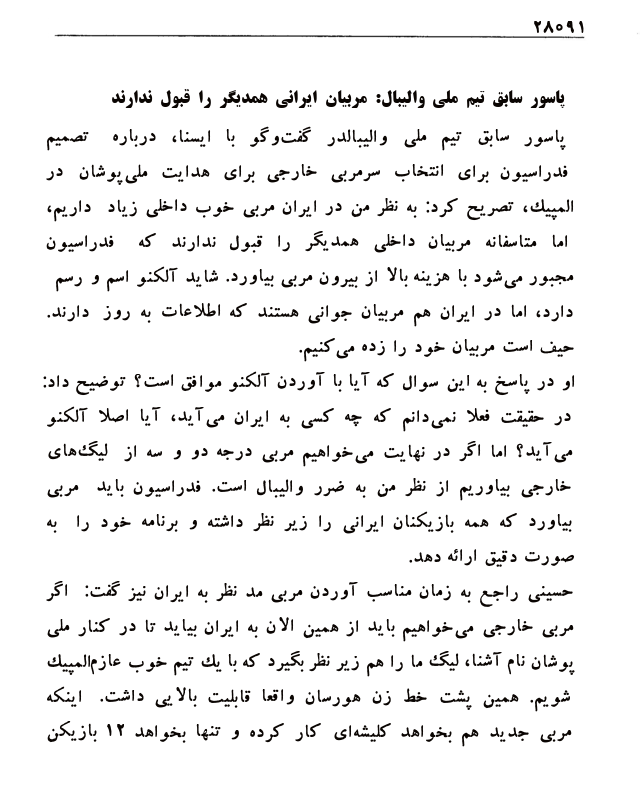 ۲۸۰۹۱
پاسور سابق تیم ملی والیبال: مربیان ایرانی همدیگر را قبول ندارند
پاسور سابق تیم ملی والیبالدر گفت‌وگو با ایسنا، درباره تصمیم
فدراسیون برای انتخاب سرمربی خارجی برای هدایت ملی‌پوشان در
المپیک، تصریح کرد: به نظر من در ایران مربی خوب داخلی زیاد داریم،
اما متاسفانه مربیان داخلی همدیگر را قبول ندارند که فدراسیون
مجبور می‌شود با هزینه بالا از بیرون مربی بیاورد. شاید آلکنو اسم و رسم
دارد، اما در ایران هم مربیان جوانی هستند که اطلاعات به روز دارند.
حیف است مربیان خود را زده می‌کنیم.
او در پاسخ به این سوال که آیا با آوردن آلکنو موافق است؟ توضیح داد:
در حقیقت فعلا نمی‌دانم که چه کسی به ایران می‌آید، آیا اصلا آلکنو
می‌آید؟ اما اگر در نهایت می‌خواهیم مربی درجه دو و سه از لیگ‌های
خارجی بیاوریم از نظر من به ضرر والیبال است. فدراسیون باید مربی
بیاورد که همه بازیکنان ایرانی را زیر نظر داشته و برنامه خود را به
صورت دقیق ارائه دهد.
حسینی راجع به زمان مناسب آوردن مربی مد نظر به ایران نیز گفت: اگر
مربی خارجی می‌خواهیم باید از همین الان به ایران بیاید تا در کنار ملی
پوشان نام آشنا، لیگ ما را هم زیر نظر بگیرد که با یک تیم خوب عازم‌المپیک
شویم. همین پشت خط زن هورسان واقعا قابلیت بالایی داشت. اینکه
مربی جدید هم بخواهد کلیشه‌ای کار کرده و تنها بخواهد ۱۲ بازیکن